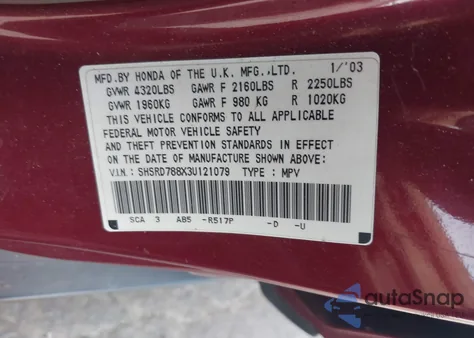 MFD.BY HONDA OF THE U.K. MFG.,LTD. 1/'03
GVWR 4320LBS GAWR F 2160LBS R 2250LBS
GVWR 1960KG GAWR F 980 KG R 1020KG
THIS VEHICLE CONFORMS TO ALL APPLICABLE
FEDERAL MOTOR VEHICLE SAFETY
AND THEFT PREVENTION STANDARDS IN EFFECT
ON THE DATE OF MANUFACTURE SHOWN ABOVE:
V.I.N.: SHSRD788X3U121079 TYPE: MPV
SCA 3 AB5 -R517P -D -U
autoSnap